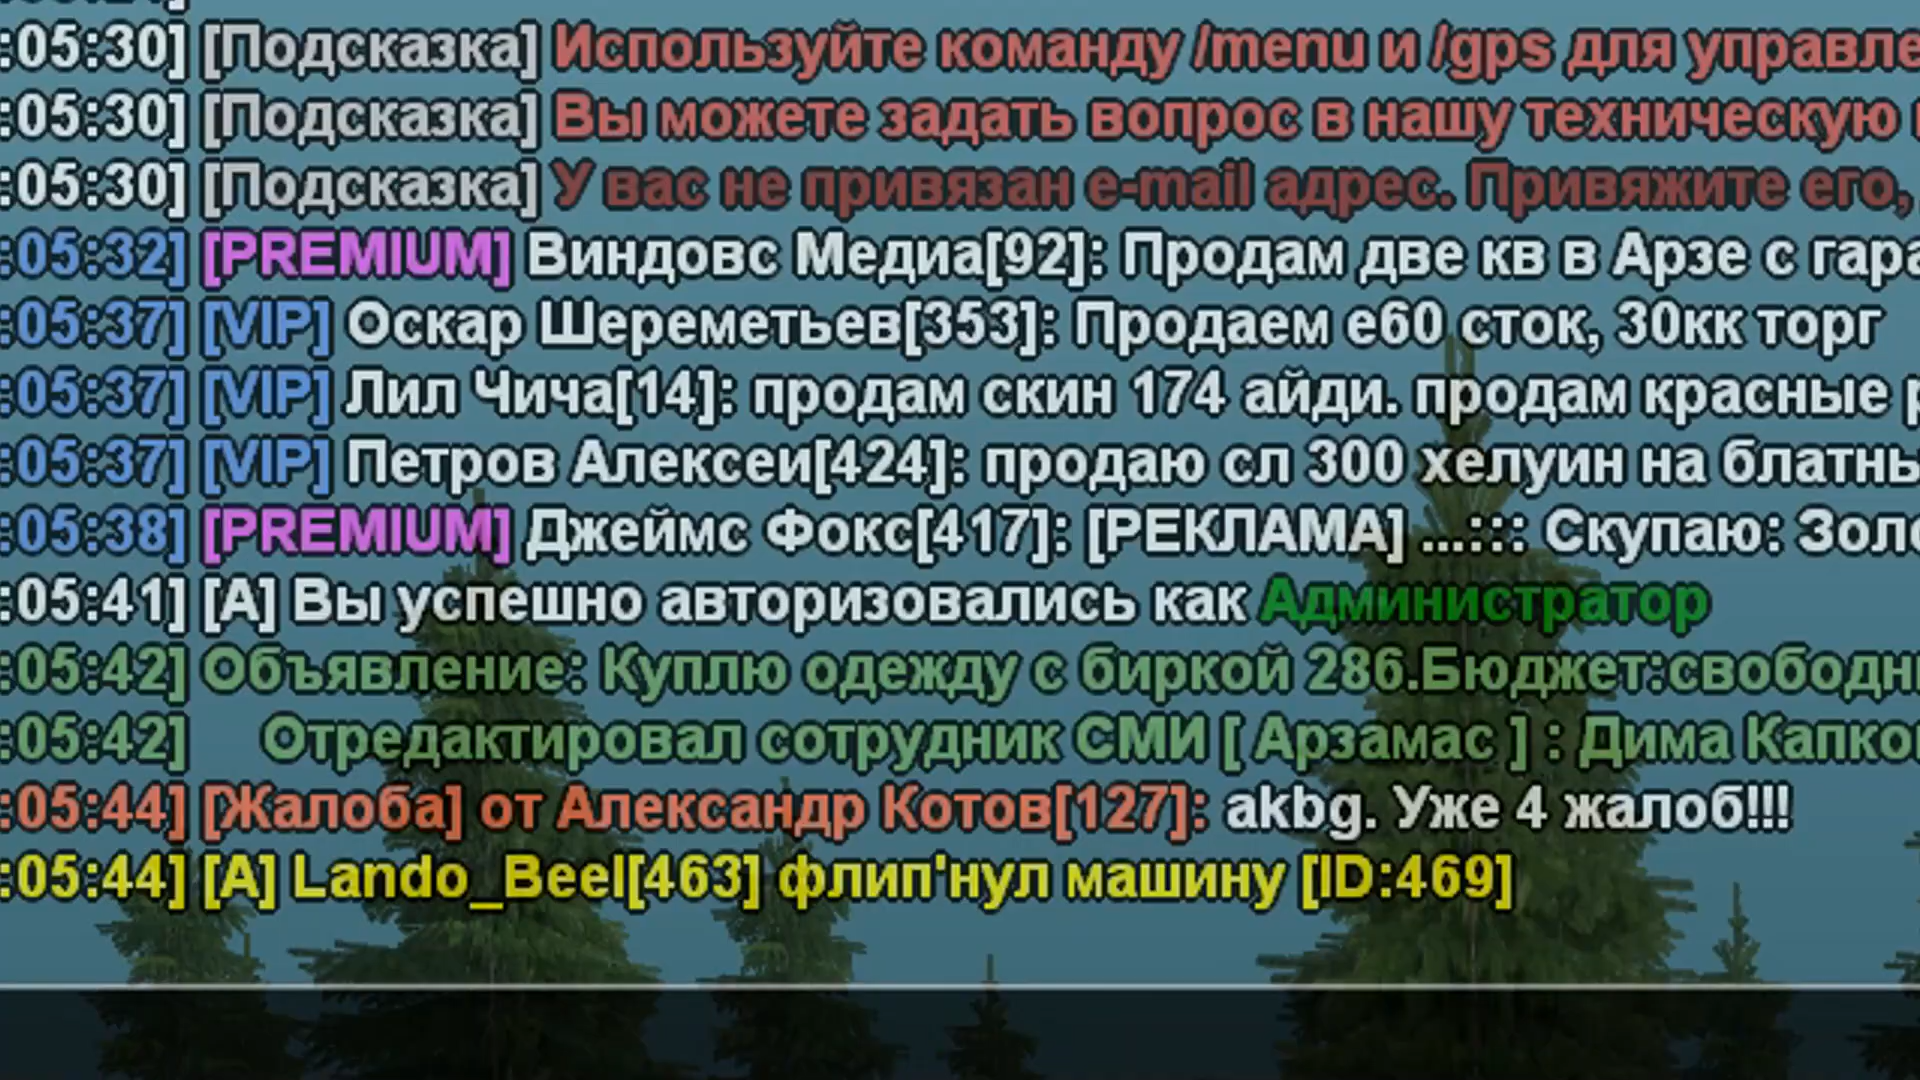 :05:30] [Подсказка] Используйте команду /menu и /gps для управле
:05:30] [Подсказка] Вы можете задать вопрос в нашу техническую
:05:30] [Подсказка] У вас не привязан e-mail адрес. Привяжите его,
:05:32] [PREMIUM] Виндовс Медиа[92]: Продам две кв в Арзе с гара
:05:37] [VIP] Оскар Шереметьев[353]: Продаем е60 сток, 30кк торг
:05:37] [VIP] Лил Чича[14]: продам скин 174 айди. продам красные
:05:37] [VIP] Петров Алексеи[424]: продаю сл 300 хелуин на блатны
:05:38] [PREMIUM] Джеймс Фокс[417]: [РЕКЛАМА] ...::: Скупаю: Золо
:05:41] [A] Вы успешно авторизовались как Администратор
:05:42] Объявление: Куплю одежду с биркой 286.Бюджет:свободн
:05:42] Отредактировал сотрудник СМИ [ Арзамас ] : Дима Капко
:05:44] [Жалоба] от Александр Котов[127]: akbg. Уже 4 жалоб!!!
:05:44] [A] Lando_Beel[463] флип'нул машину [ID:469]